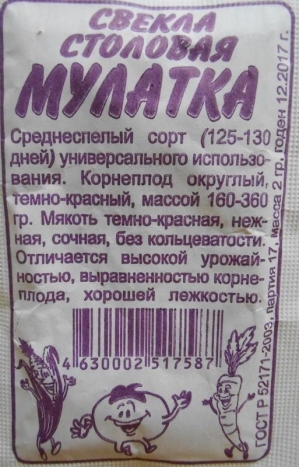 СВЕКЛА
СТОЛОВАЯ
МУЛАТКА
Среднеспелый сорт (125-130
дней) универсального использо-
вания. Корнеплод округлый,
темно-красный, массой 160-360
гр. Мякоть темно-красная, неж-
ная, сочная, без кольцеватости.
Отличается высокой урожай-
ностью, выравненностью корне-
плода, хорошей лежкостью.
4 630002 517587
ГОСТ Р 52171-2003, партия 17, масса 2 гр. Годен 12.2017 г.